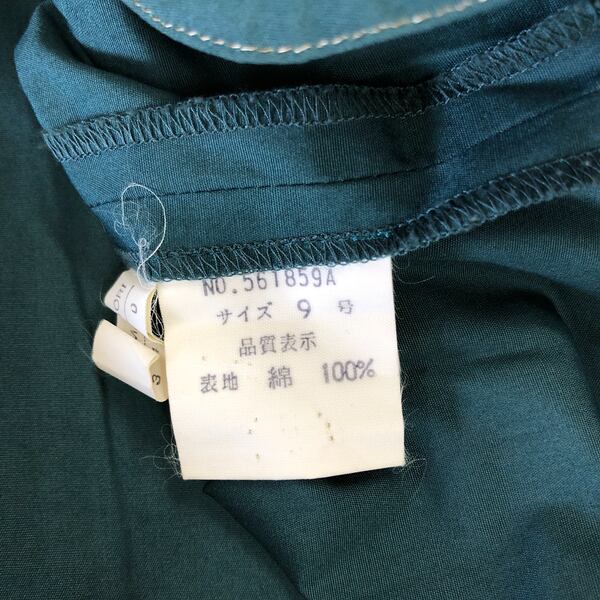 NO.561859A
サイズ 9 号
品質表示
表地 綿 100%